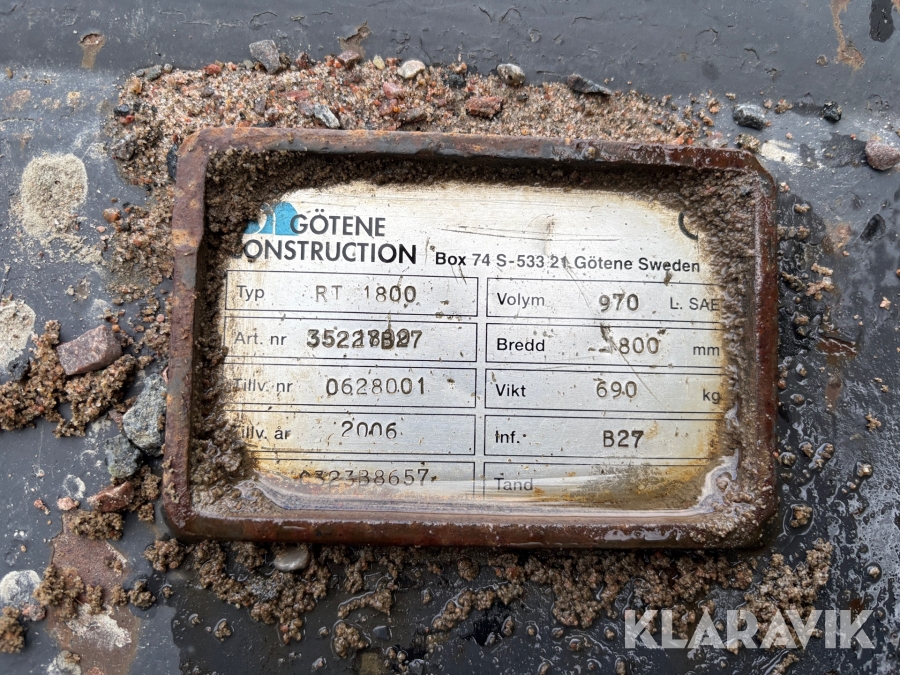 GÖTENE
CONSTRUCTION Box 74 S-533 21 Götene Sweden
Typ RT 1800 Volym 970 L. SAE
Art. nr Bredd 1800 mm
Tillv. nr 0628001 Vikt 690 kg
Tillv. år 2006 Inf. B27
Tand
KLARAVIK